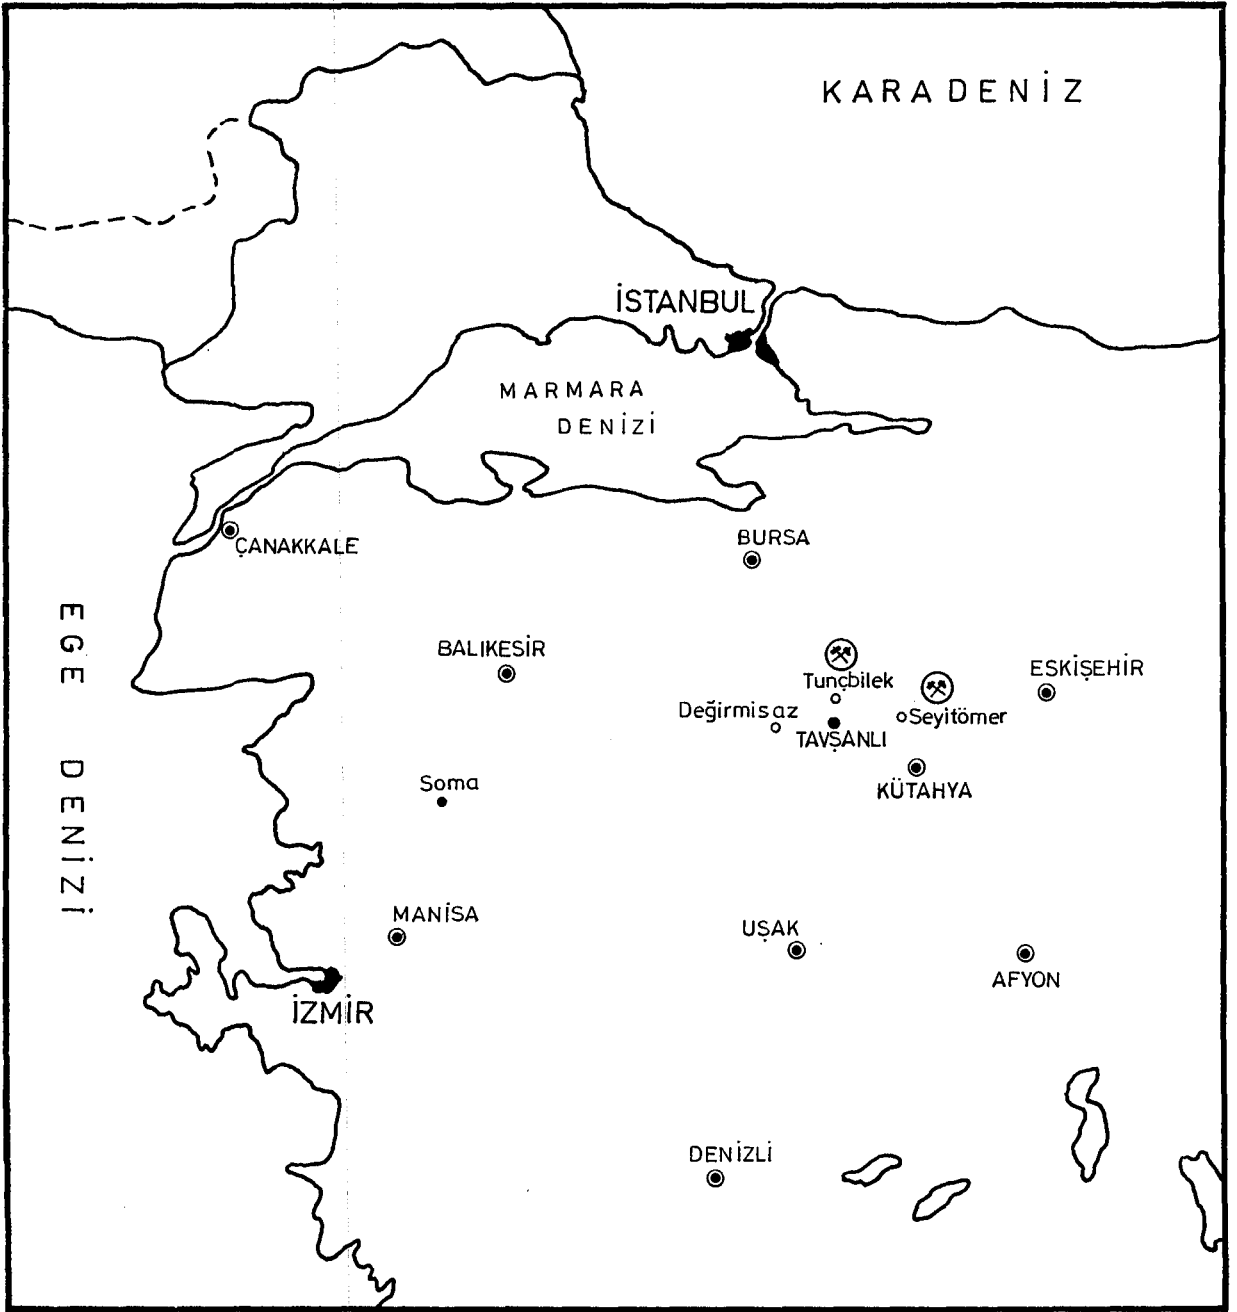 KARADENİZ
İSTANBUL
MARMARA
DENİZİ
ÇANAKKALE
BURSA
EGE DENİZİ
BALIKESİR
Tunçbilek
ESKİŞEHİR
Değirmisaz
Seyitömer
TAVŞANLI
KÜTAHYA
Soma
MANİSA
UŞAK
AFYON
İZMİR
DENİZLİ